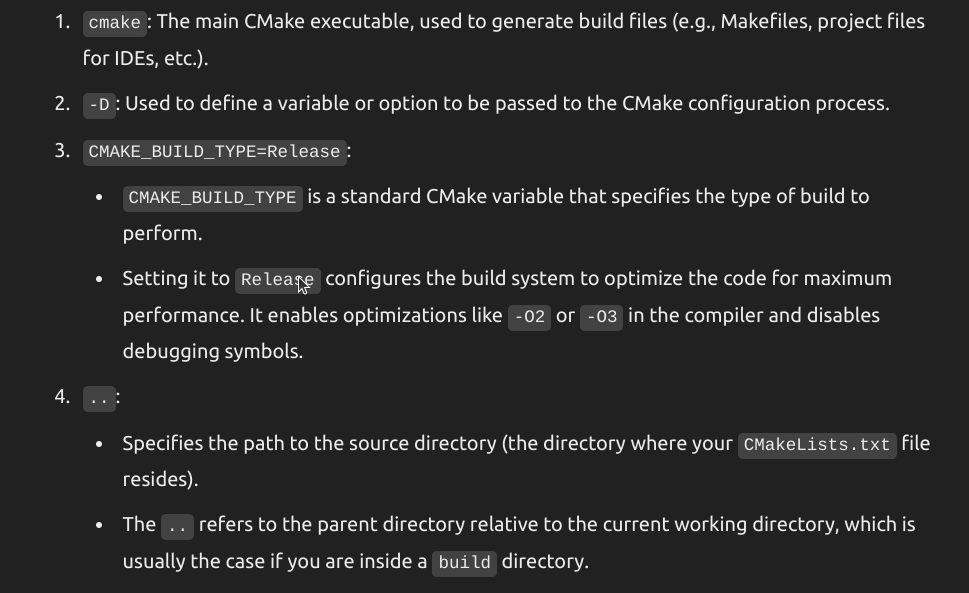 1. cmake: The main CMake executable, used to generate build files (e.g., Makefiles, project files
for IDEs, etc.).
2. -D: Used to define a variable or option to be passed to the CMake configuration process.
3. CMAKE_BUILD_TYPE=Release:
• CMAKE_BUILD_TYPE is a standard CMake variable that specifies the type of build to
perform.
• Setting it to Release configures the build system to optimize the code for maximum
performance. It enables optimizations like -O2 or -O3 in the compiler and disables
debugging symbols.
4. ..:
• Specifies the path to the source directory (the directory where your CMakeLists.txt file
resides).
• The .. refers to the parent directory relative to the current working directory, which is
usually the case if you are inside a build directory.